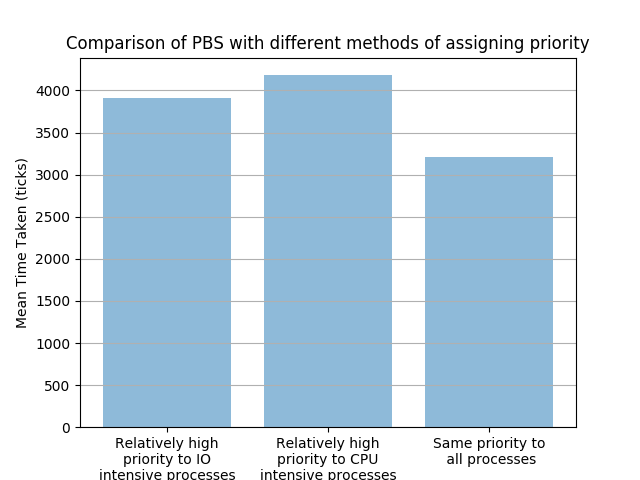 Comparison of PBS with different methods of assigning priority
Mean Time Taken (ticks)
4000
3500
3000
2500
2000
1500
1000
500
0
Relatively high
priority to IO
intensive processes
Relatively high
priority to CPU
intensive processes
Same priority to
all processes